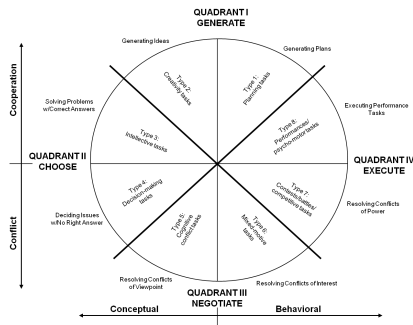 QUADRANT I
GENERATE
Generating Ideas
Generating Plans
Type 2:
Creativity tasks
Type 1:
Planning tasks
Cooperation
Solving Problems
w/Correct Answers
Type 3:
Intellective tasks
Type 8:
Performances/
psycho-motor tasks
Executing Performance
Tasks
QUADRANT II
CHOOSE
QUADRANT IV
EXECUTE
Type 4:
Decision-making
tasks
Type 7:
Contests/battles/
competitive tasks
Conflict
Deciding Issues
w/No Right Answer
Type 5:
Cognitive
conflict tasks
Type 6:
Mixed-motive
tasks
Resolving Conflicts
of Power
Resolving Conflicts
of Viewpoint
Resolving Conflicts of Interest
QUADRANT III
NEGOTIATE
Conceptual
Behavioral